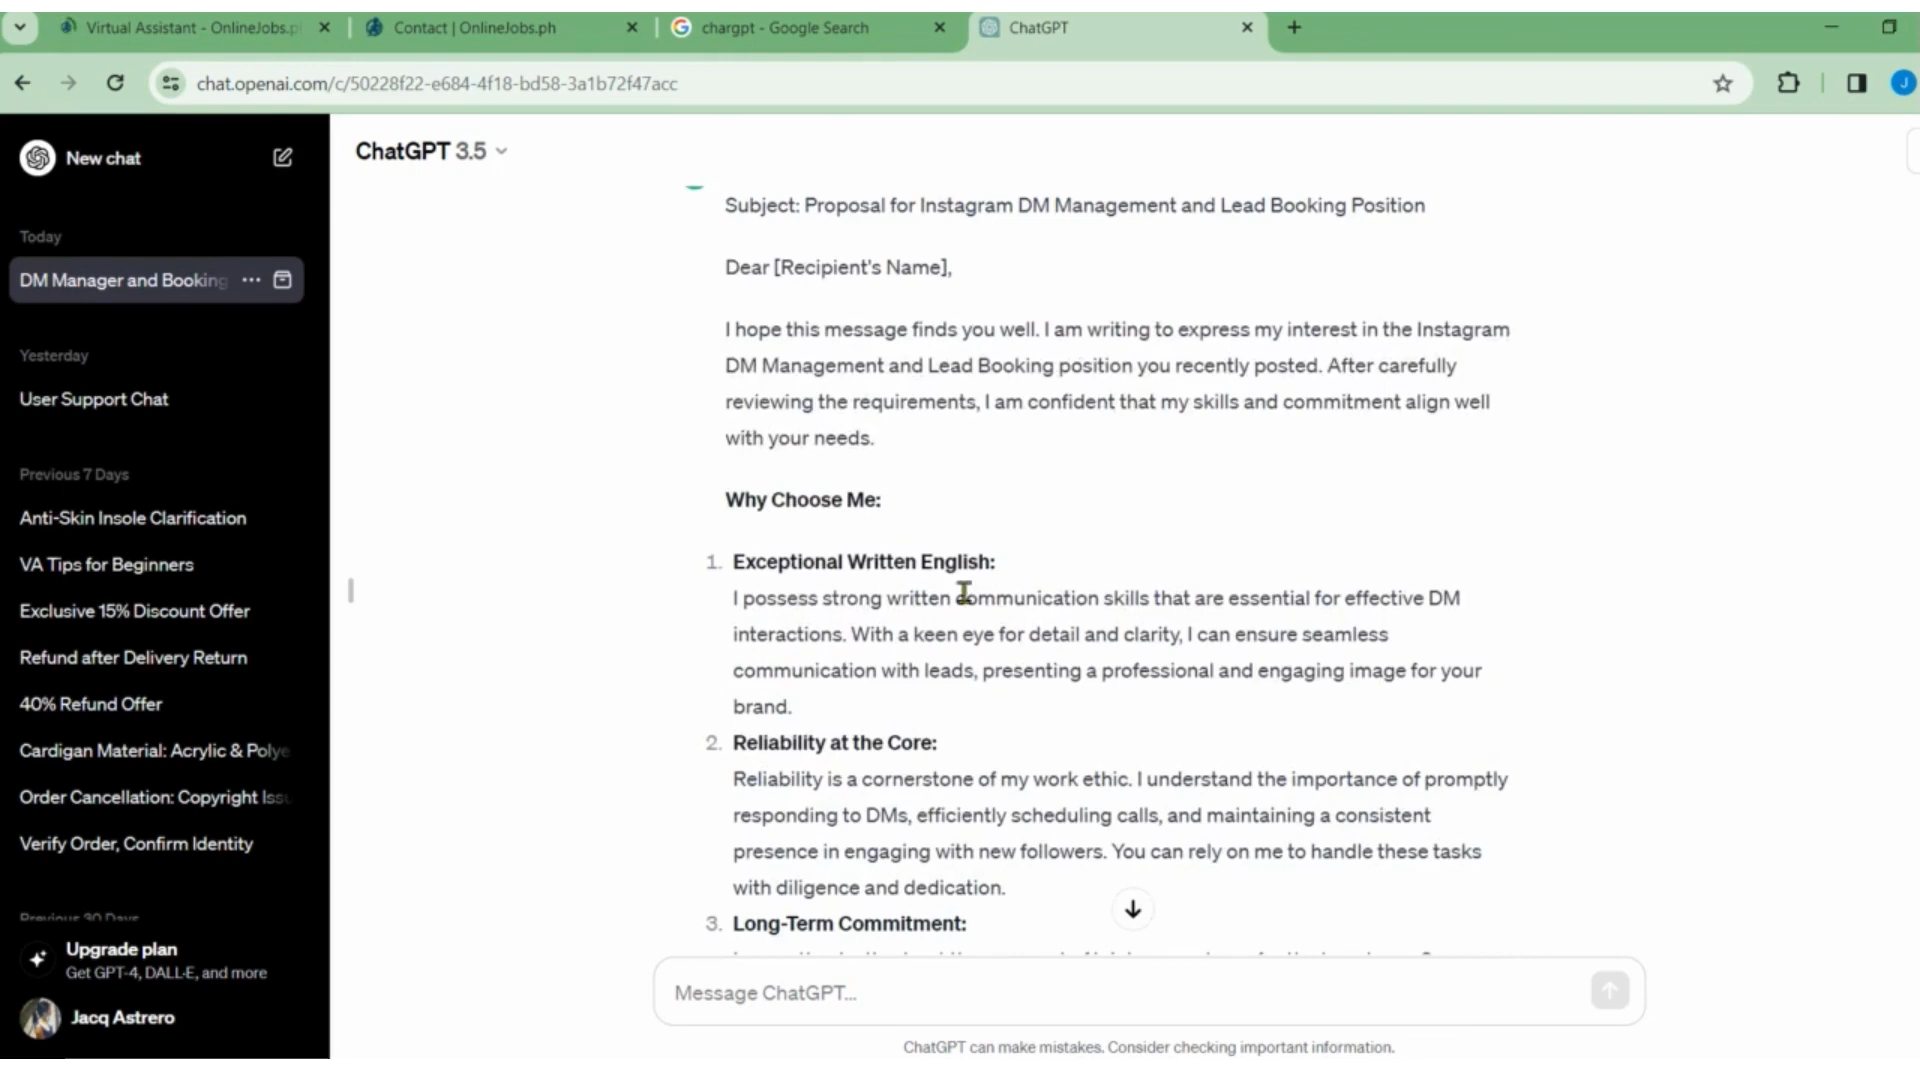 Virtual Assistant - OnlineJobs.p
Contact | OnlineJobs.ph
chargpt - Google Search
ChatGPT
chat.openai.com/c/50228f22-e684-4f18-bd58-3a1b72f47acc
J
New chat
Today
DM Manager and Booking
Yesterday
User Support Chat
Previous 7 Days
Anti-Skin Insole Clarification
VA Tips for Beginners
Exclusive 15% Discount Offer
Refund after Delivery Return
40% Refund Offer
Cardigan Material: Acrylic & Polye
Order Cancellation: Copyright Issu
Verify Order, Confirm Identity
Previous 30 Days
Upgrade plan
Get GPT-4, DALL·E, and more
Jacq Astrero
ChatGPT 3.5
Subject: Proposal for Instagram DM Management and Lead Booking Position
Dear [Recipient's Name],
I hope this message finds you well. I am writing to express my interest in the Instagram
DM Management and Lead Booking position you recently posted. After carefully
reviewing the requirements, I am confident that my skills and commitment align well
with your needs.
Why Choose Me:
1. Exceptional Written English:
I possess strong written communication skills that are essential for effective DM
interactions. With a keen eye for detail and clarity, I can ensure seamless
communication with leads, presenting a professional and engaging image for your
brand.
2. Reliability at the Core:
Reliability is a cornerstone of my work ethic. I understand the importance of promptly
responding to DMs, efficiently scheduling calls, and maintaining a consistent
presence in engaging with new followers. You can rely on me to handle these tasks
with diligence and dedication.
3. Long-Term Commitment:
Message ChatGPT...
ChatGPT can make mistakes. Consider checking important information.